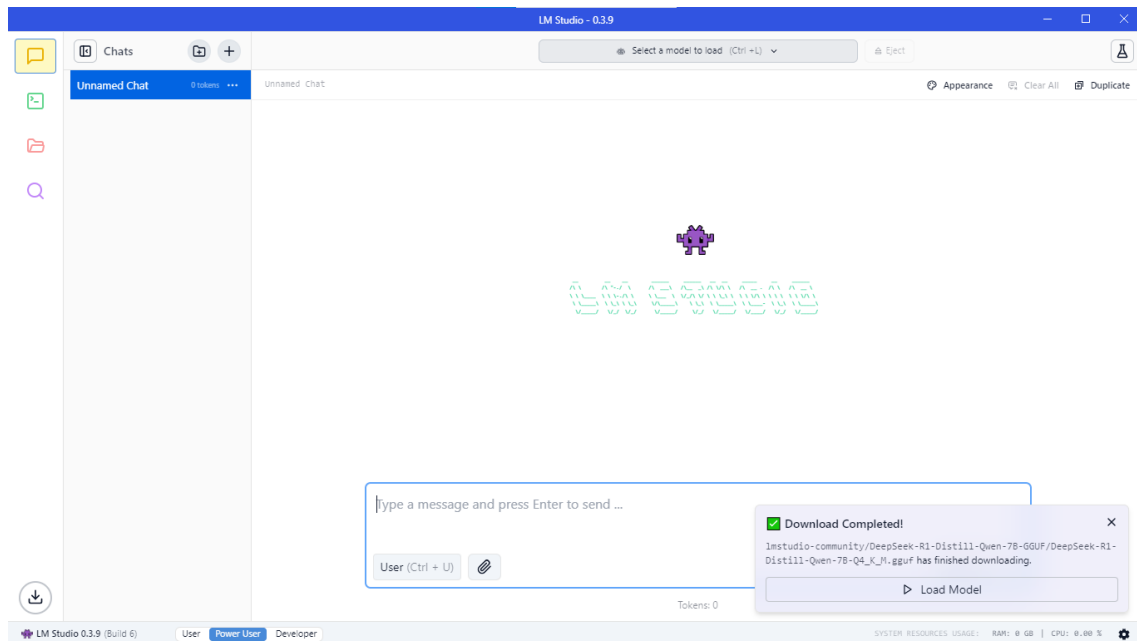 LM Studio - 0.3.9
Chats
Select a model to load (Ctrl +L)
Eject
Unnamed Chat
0 tokens
Unnamed Chat
Appearance
Clear All
Duplicate
LM STUDIO
Type a message and press Enter to send ...
User (Ctrl + U)
Download Completed!
lmstudio-community/DeepSeek-R1-Distill-Qwen-7B-GGUF/DeepSeek-R1-
Distill-Qwen-7B-Q4_K_M.gguf has finished downloading.
Load Model
Tokens: 0
LM Studio 0.3.9 (Build 6)
User
Power User
Developer
SYSTEM RESOURCES USAGE: RAM: 0 GB | CPU: 0.00 %